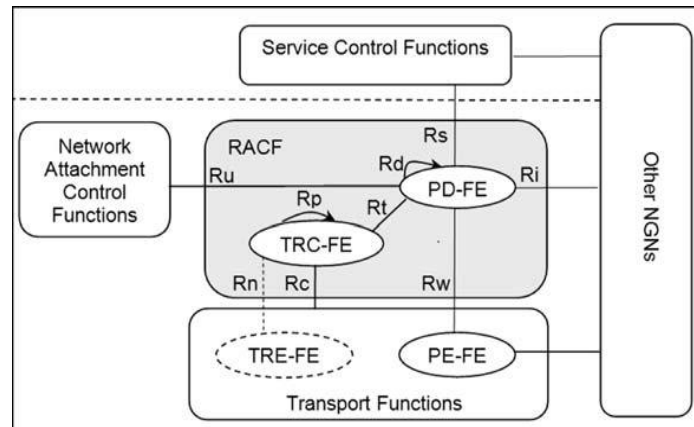 Service Control Functions
Network
Attachment
Control
Functions
RACF
Rs
Rd
Ru
PD-FE
Ri
Rp
Rt
TRC-FE
Rn
Rc
Rw
TRE-FE
PE-FE
Transport Functions
Other NGNs